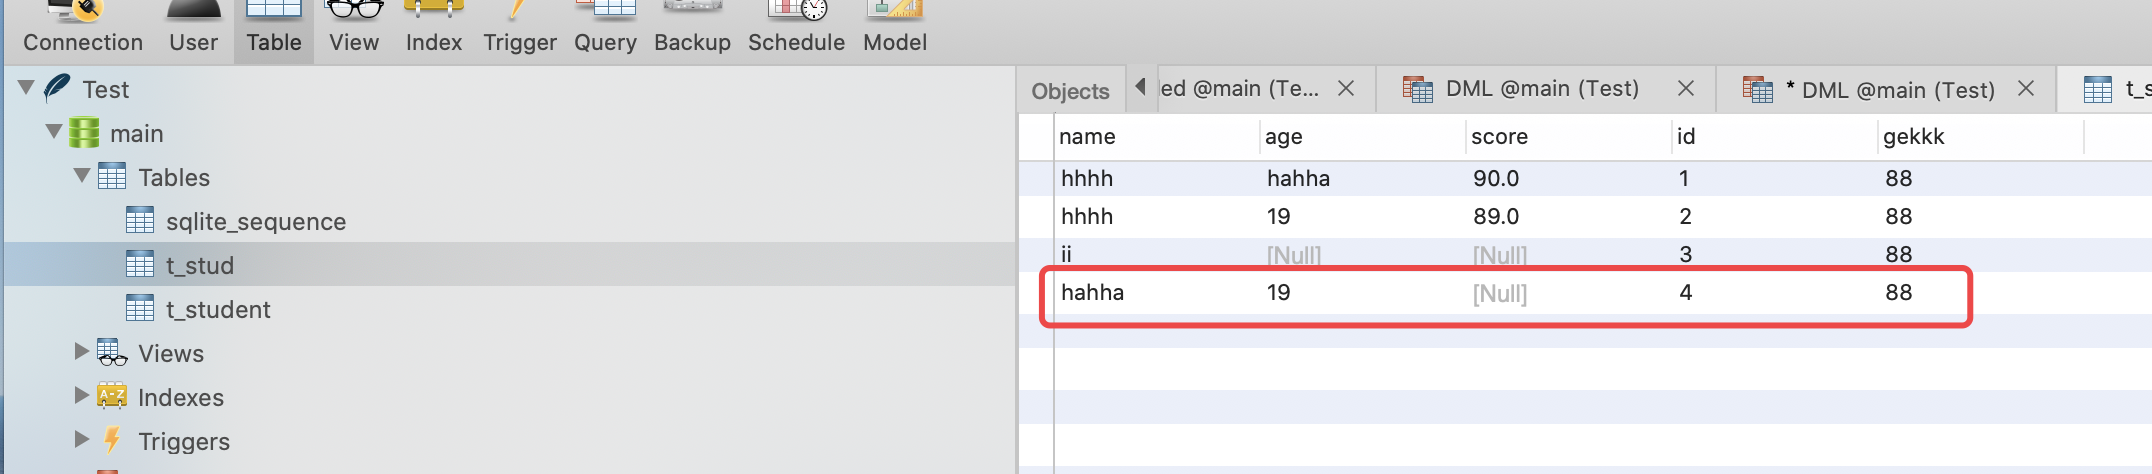 Connection User Table View Index Trigger Query Backup Schedule Model
Test
main
Tables
sqlite_sequence
t_stud
t_student
Views
A-Z
Indexes
Triggers
Objects led @main (Te... DML @main (Test) * DML @main (Test) t_s
name age score id gekkk
hhhh hahha 90.0 1 88
hhhh 19 89.0 2 88
ii [Null] [Null] 3 88
hahha 19 [Null] 4 88